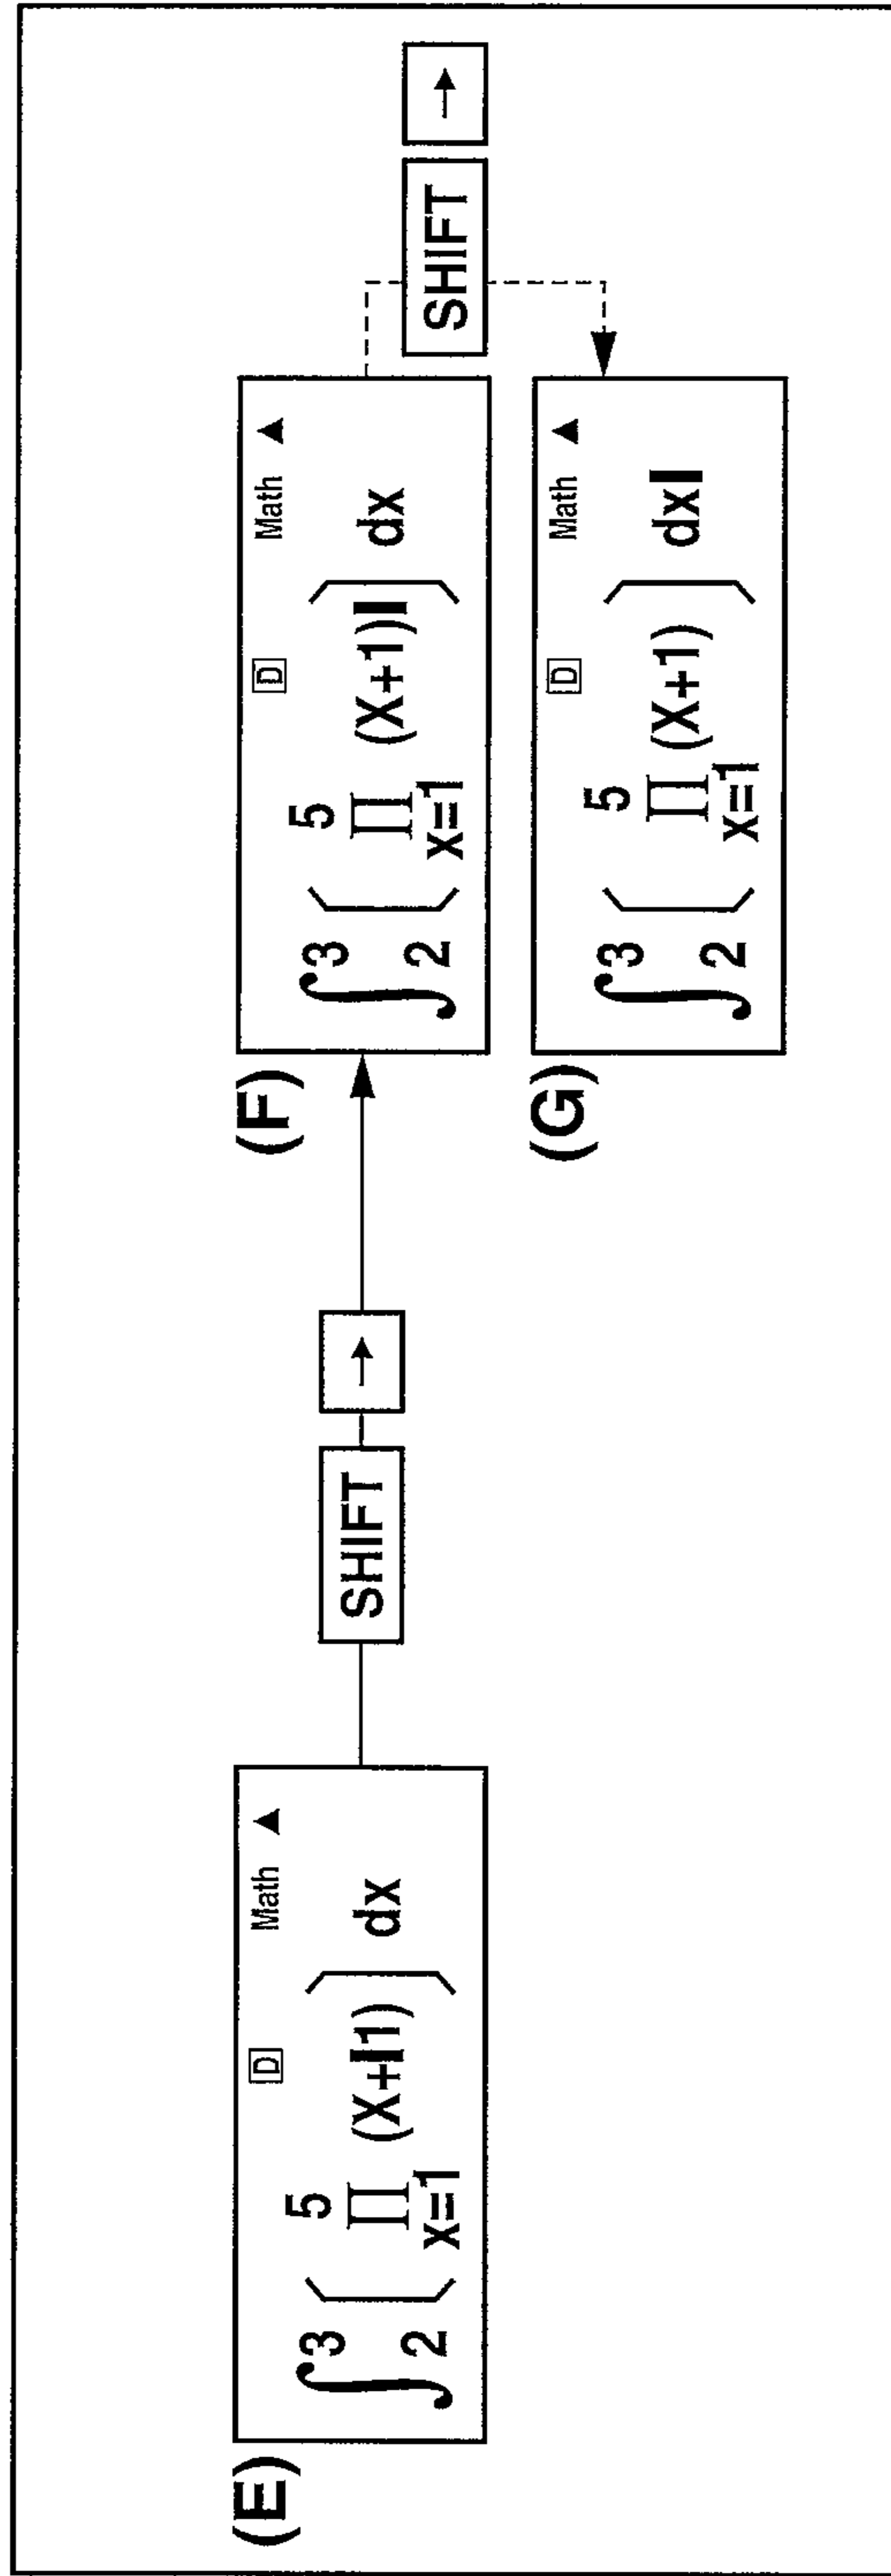 (E)
D Math ▲
∫ 3 2 ( 5 ∏ x=1 (X+1) ) dx
SHIFT →
(F)
D Math ▲
∫ 3 2 ( 5 ∏ x=1 (X+1) ) dx
SHIFT →
(G)
D Math ▲
∫ 3 2 ( 5 ∏ x=1 (X+1) ) dx